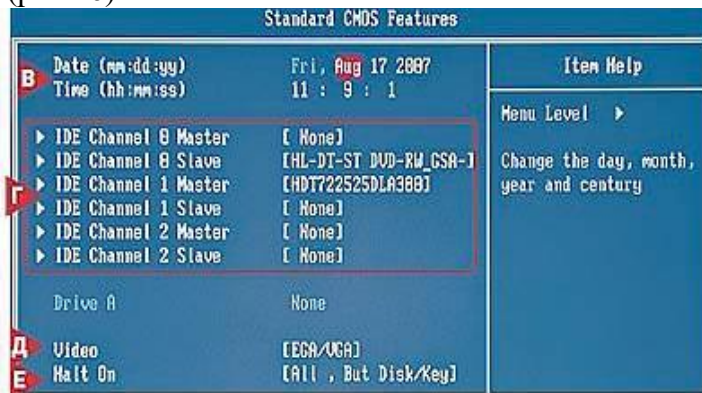 Standard CMOS Features
В
Date (mm:dd:yy) Fri, Aug 17 2007
Time (hh:mm:ss) 11 : 9 : 1
Г
IDE Channel 0 Master [ None]
IDE Channel 0 Slave [HL-DT-ST DVD-RW_GSA-]
IDE Channel 1 Master [HDT722525DLA380]
IDE Channel 1 Slave [ None]
IDE Channel 2 Master [ None]
IDE Channel 2 Slave [ None]
Drive A None
Д
Video [EGA/VGA]
Е
Halt On [All , But Disk/Key]
Item Help
Menu Level
Change the day, month,
year and century